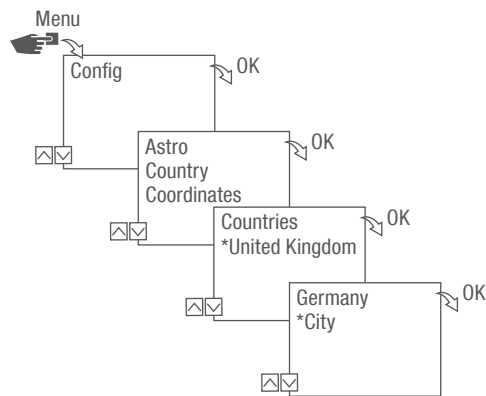 Menu
Config
OK
Astro
Country
Coordinates
OK
Countries
*United Kingdom
OK
Germany
*City
OK